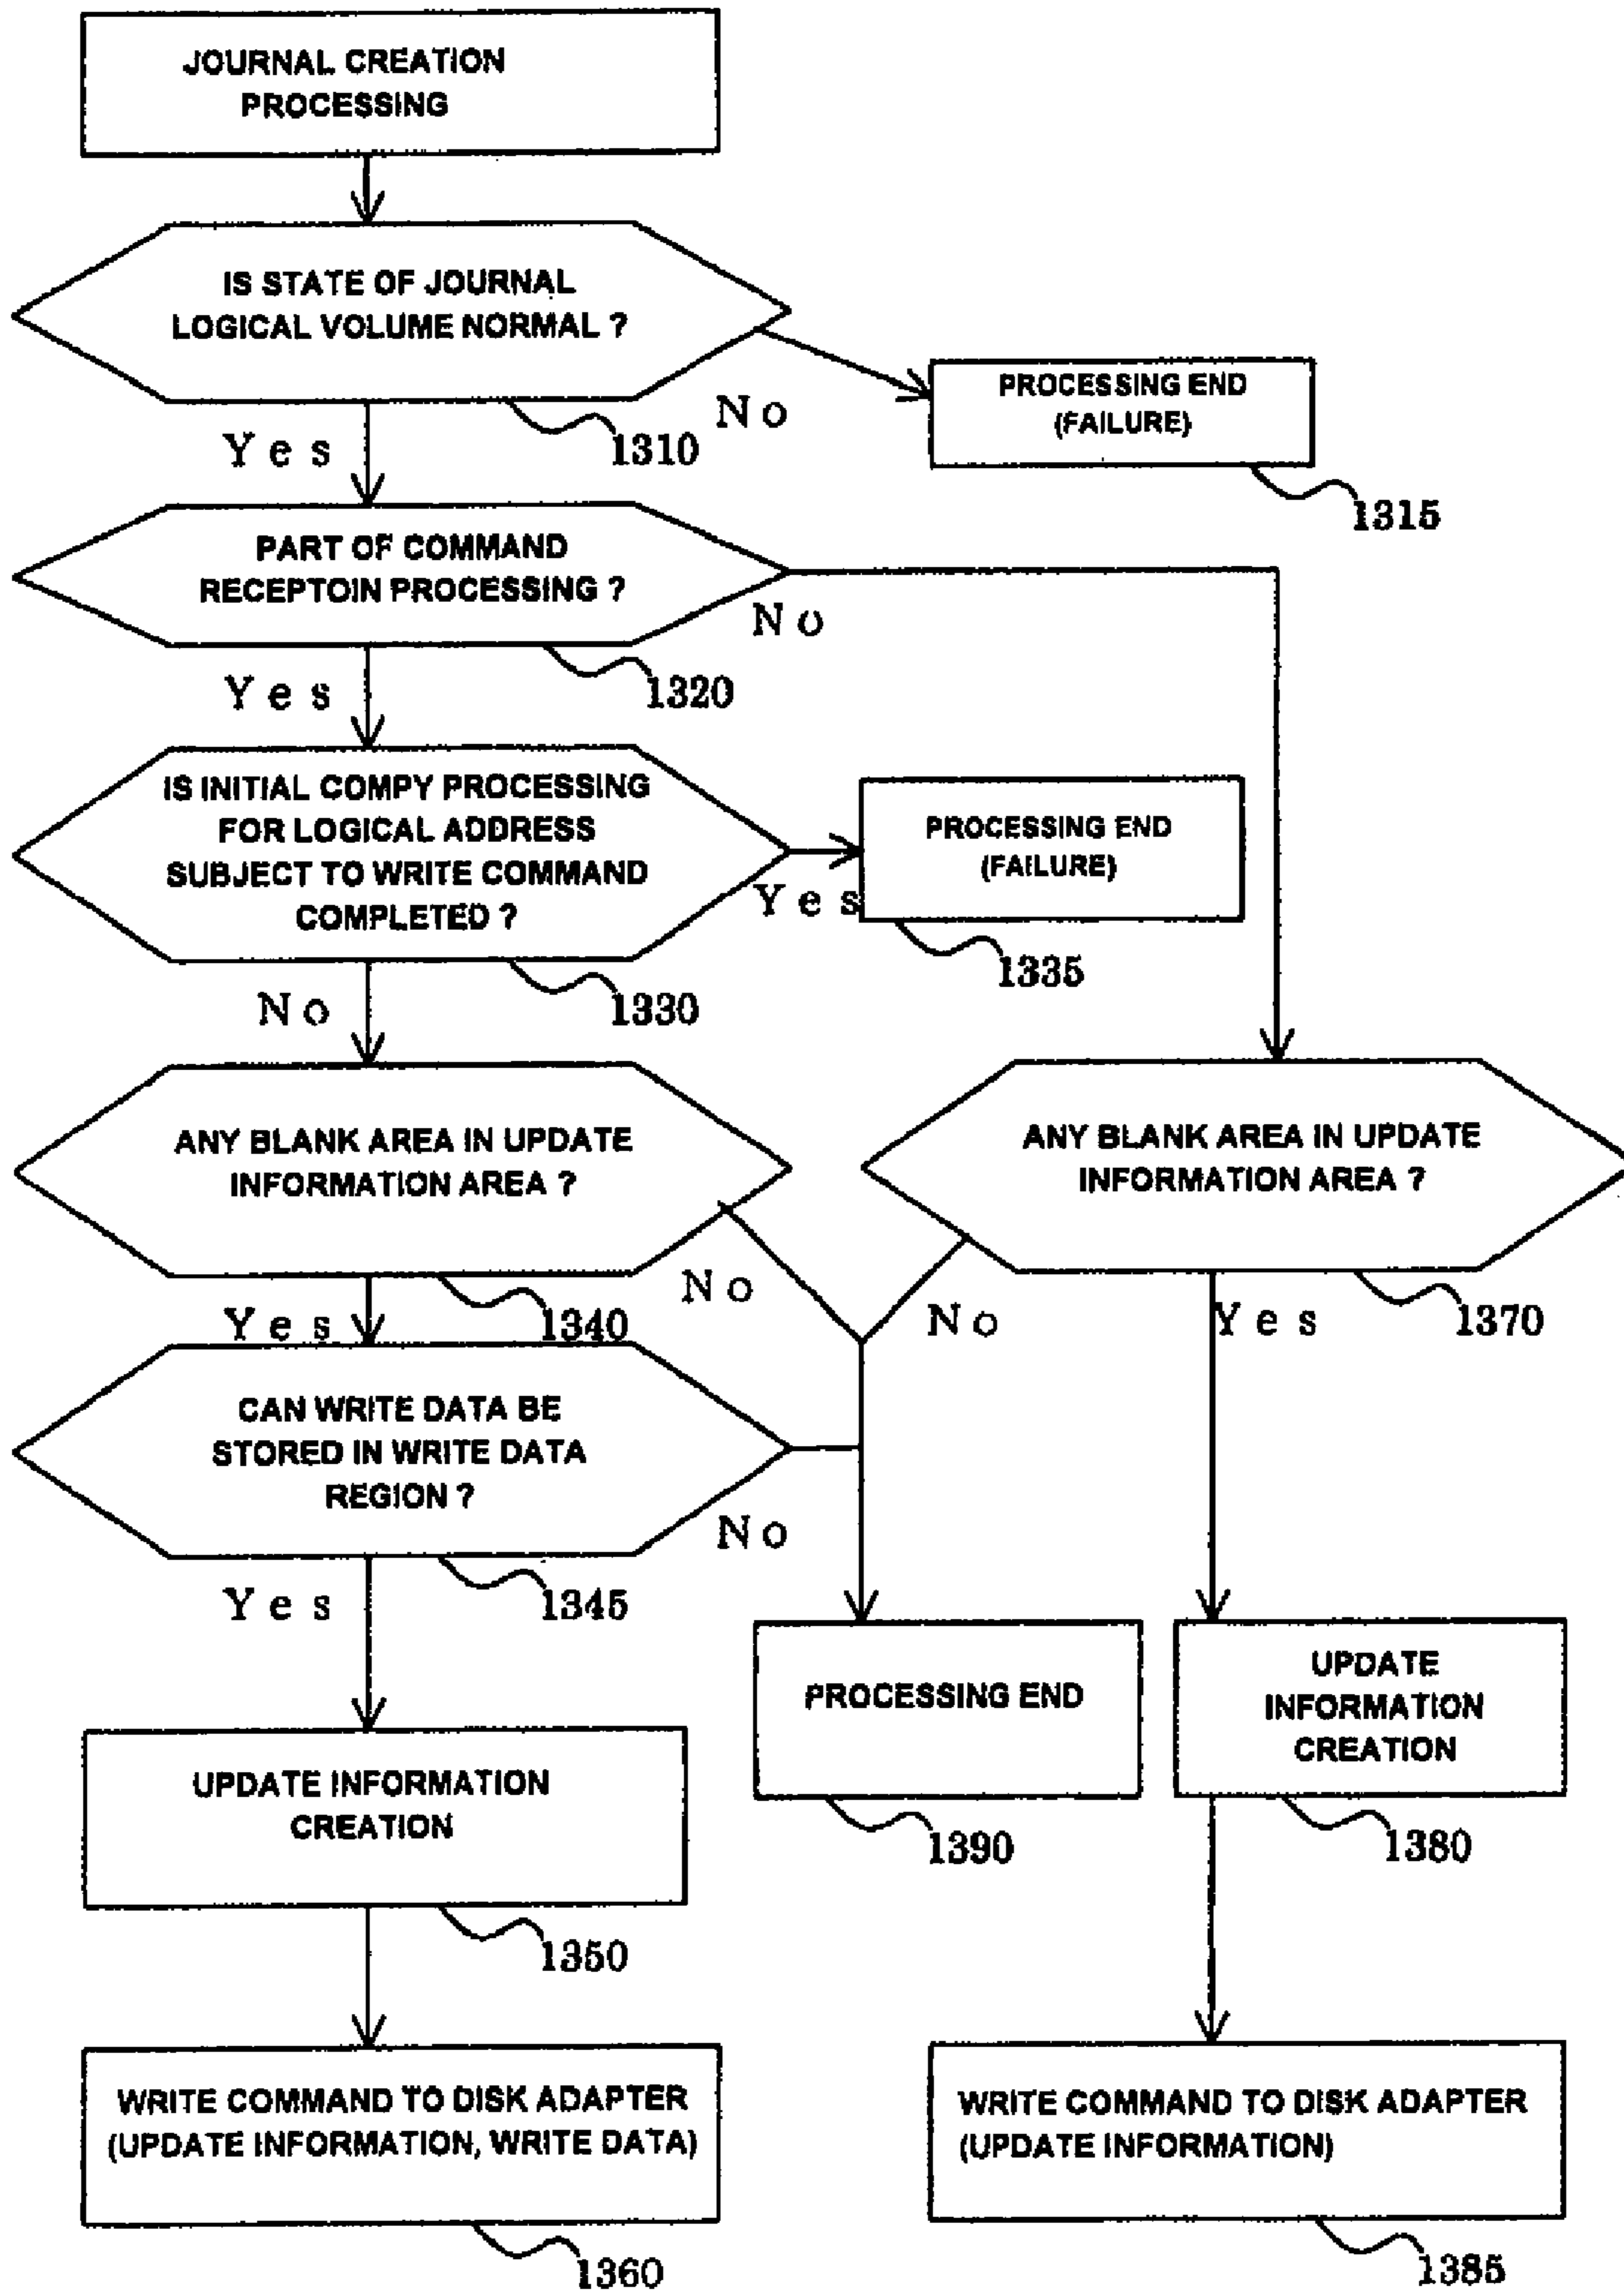 JOURNAL CREATION
PROCESSING
IS STATE OF JOURNAL
LOGICAL VOLUME NORMAL ?
No
PROCESSING END
(FAILURE)
Yes
1310
1315
PART OF COMMAND
RECEPTOIN PROCESSING ?
No
Yes
1320
IS INITIAL COMPY PROCESSING
FOR LOGICAL ADDRESS
SUBJECT TO WRITE COMMAND
COMPLETED ?
Yes
PROCESSING END
(FAILURE)
1335
No
1330
ANY BLANK AREA IN UPDATE
INFORMATION AREA ?
ANY BLANK AREA IN UPDATE
INFORMATION AREA ?
No
No
Yes
1340
Yes
1370
CAN WRITE DATA BE
STORED IN WRITE DATA
REGION ?
No
Yes
1345
PROCESSING END
UPDATE
INFORMATION
CREATION
UPDATE INFORMATION
CREATION
1390
1380
1350
WRITE COMMAND TO DISK ADAPTER
(UPDATE INFORMATION, WRITE DATA)
WRITE COMMAND TO DISK ADAPTER
(UPDATE INFORMATION)
1360
1385